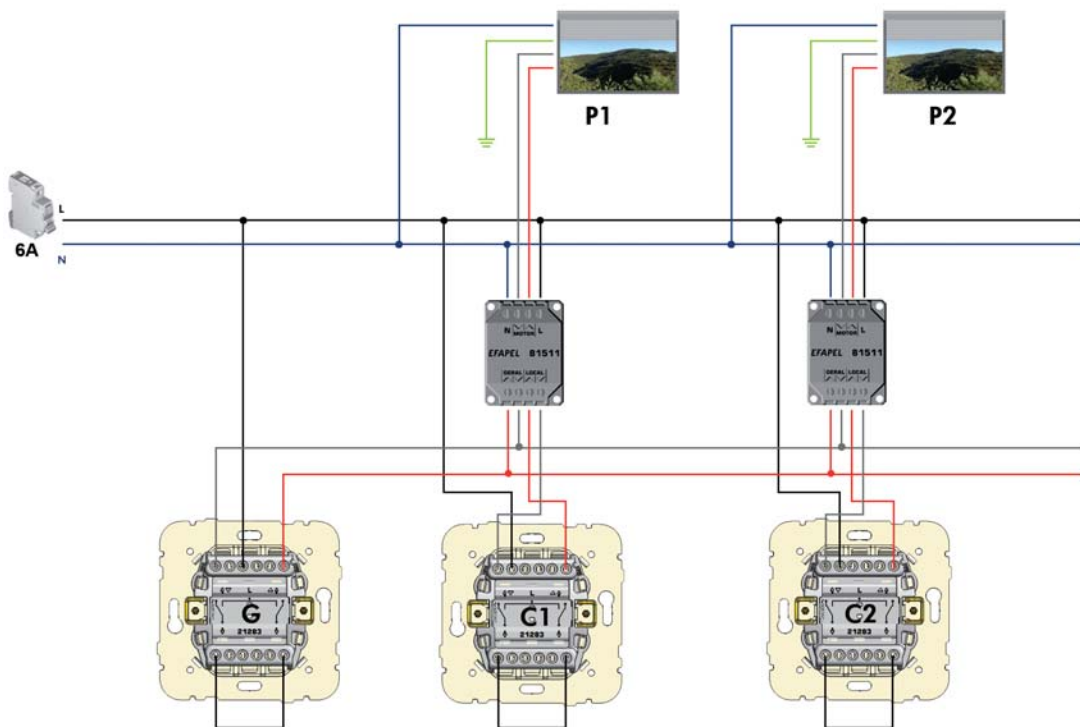 P1
P2
L
6A
N
N MOTOR L
EFAPEL 81511
GERAL LOCAL
N MOTOR L
EFAPEL 81511
GERAL LOCAL
L
G
21283
L
C1
21283
L
C2
21283